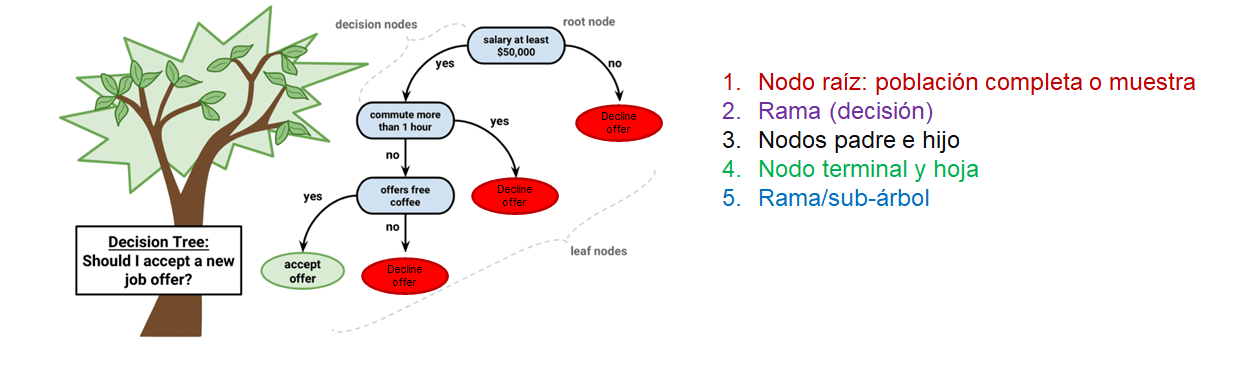 decision nodes
root node
salary at least
$50,000
yes
no
commute more
than 1 hour
Decline
offer
yes
no
offers free
coffee
Decline
offer
yes
no
accept
offer
Decline
offer
leaf nodes
Decision Tree:
Should I accept a new
job offer?
1. Nodo raíz: población completa o muestra
2. Rama (decisión)
3. Nodos padre e hijo
4. Nodo terminal y hoja
5. Rama/sub-árbol